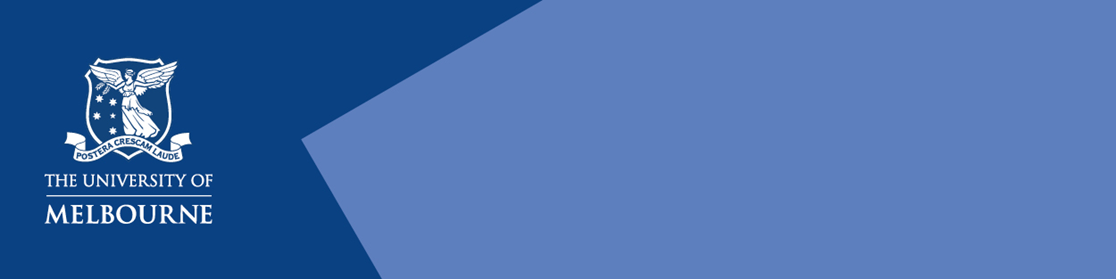 POSTERA CRESCAM LAUDE
THE UNIVERSITY OF
MELBOURNE